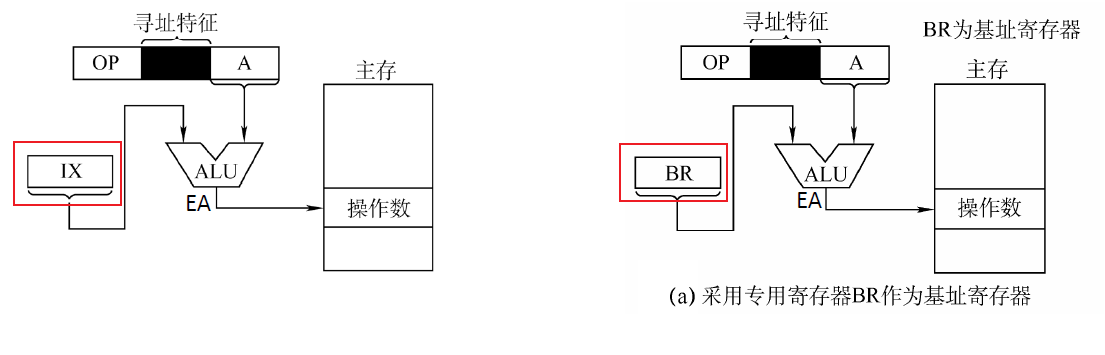 寻址特征
OP
A
主存
IX
ALU
EA
操作数
寻址特征
BR为基址寄存器
OP
A
主存
BR
ALU
EA
操作数
(a) 采用专用寄存器BR作为基址寄存器